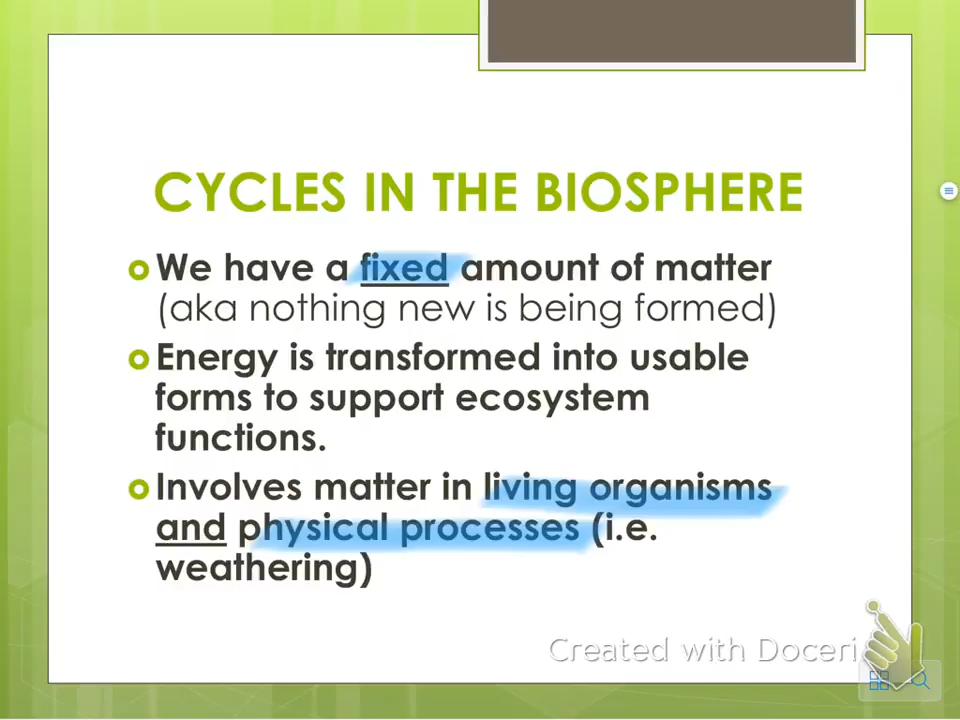 CYCLES IN THE BIOSPHERE
We have a fixed amount of matter
(aka nothing new is being formed)
Energy is transformed into usable
forms to support ecosystem
functions.
Involves matter in living organisms
and physical processes (i.e.
weathering)
Created with Doceri